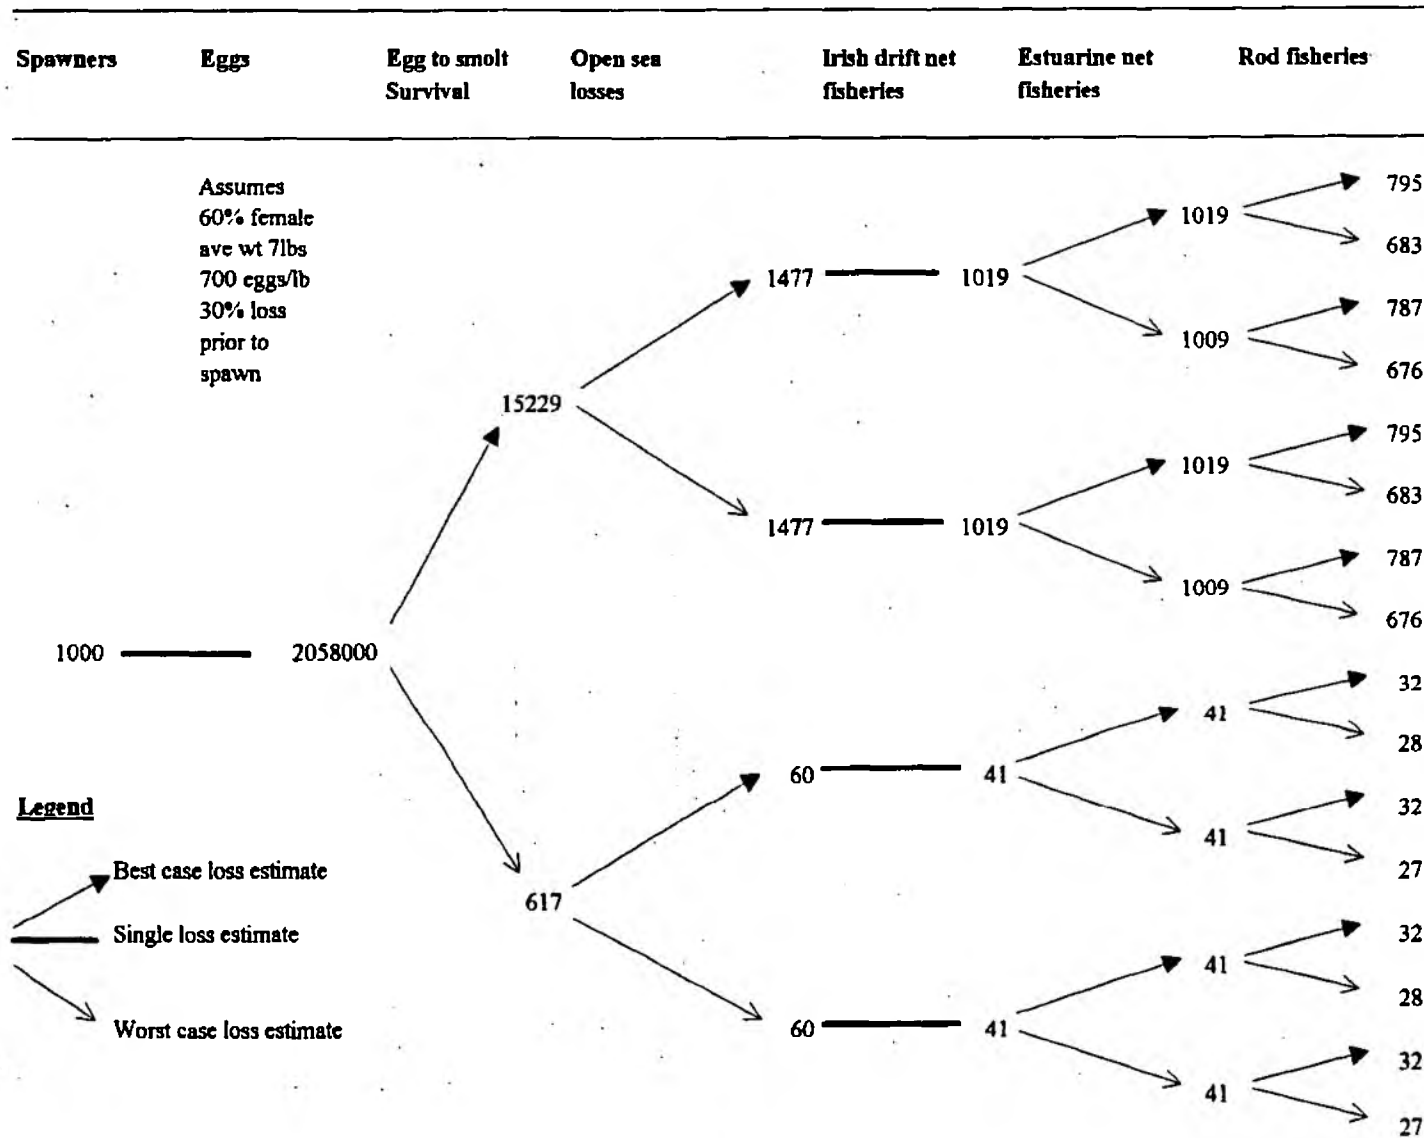 Spawners Eggs Egg to smolt Survival Open sea losses Irish drift net fisheries Estuarine net fisheries Rod fisheries
Assumes
60% female
ave wt 7lbs
700 eggs/lb
30% loss
prior to
spawn
795
1019
683
1477 1019
787
1009
676
15229
795
1019
683
1477 1019
787
1009
676
1000 2058000
32
41
28
60 41
32
41
27
617
32
41
28
60 41
32
41
27
Legend
Best case loss estimate
Single loss estimate
Worst case loss estimate